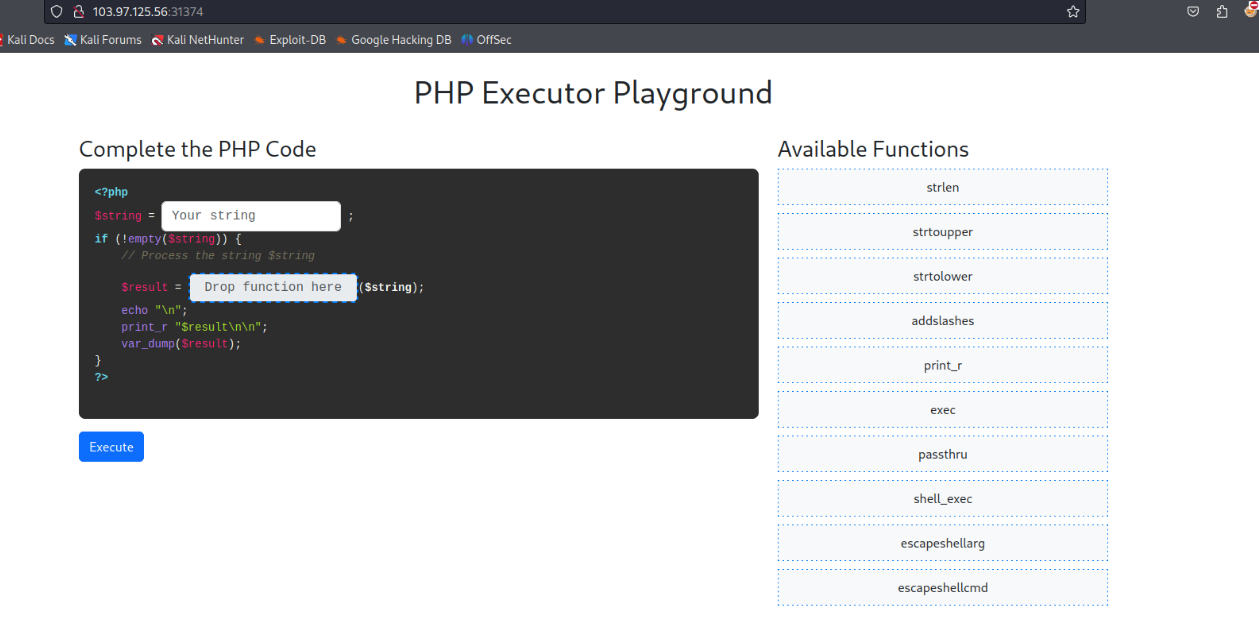 103.97.125.56:31374
Kali Docs Kali Forums Kali NetHunter Exploit-DB Google Hacking DB OffSec
PHP Executor Playground
Complete the PHP Code
<?php
$string = Your string ;
if (!empty($string)) {
// Process the string $string
$result = Drop function here ($string);
echo "\n";
print_r "$result\n\n";
var_dump($result);
}
?>
Execute
Available Functions
strlen
strtoupper
strtolower
addslashes
print_r
exec
passthru
shell_exec
escapeshellarg
escapeshellcmd